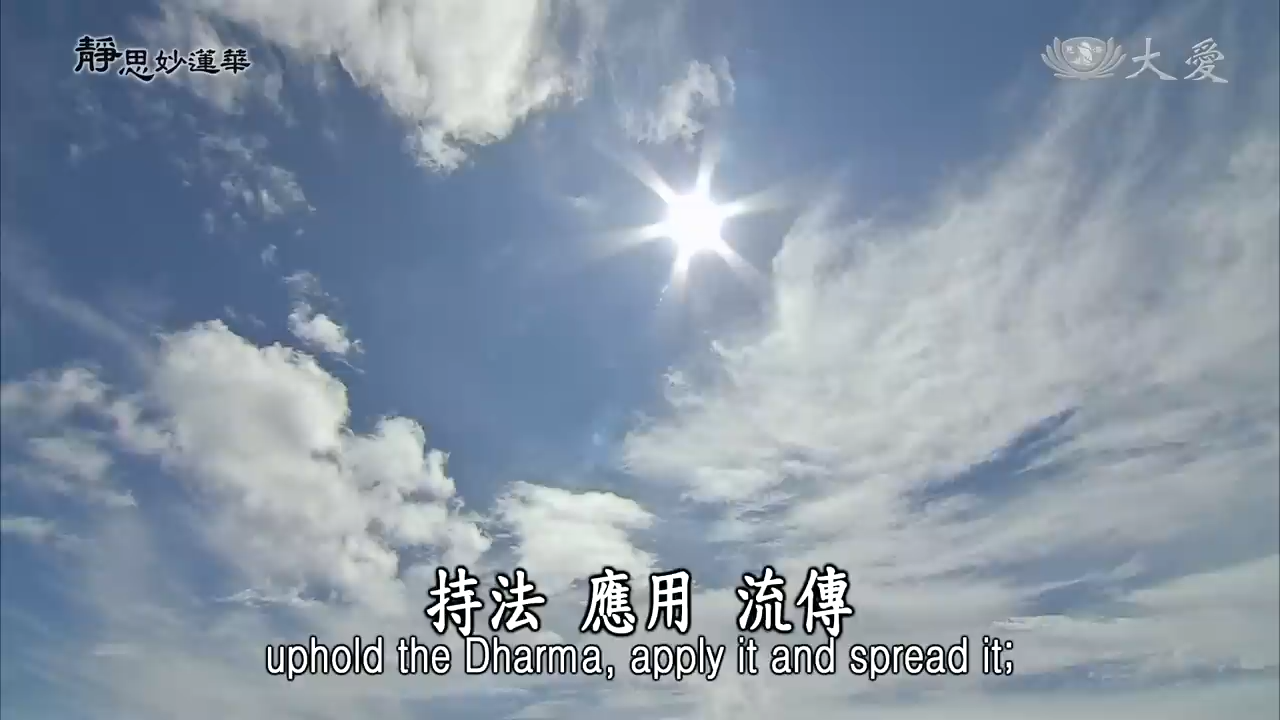 靜思妙蓮華
大愛
持法 應用 流傳
uphold the Dharma, apply it and spread it;